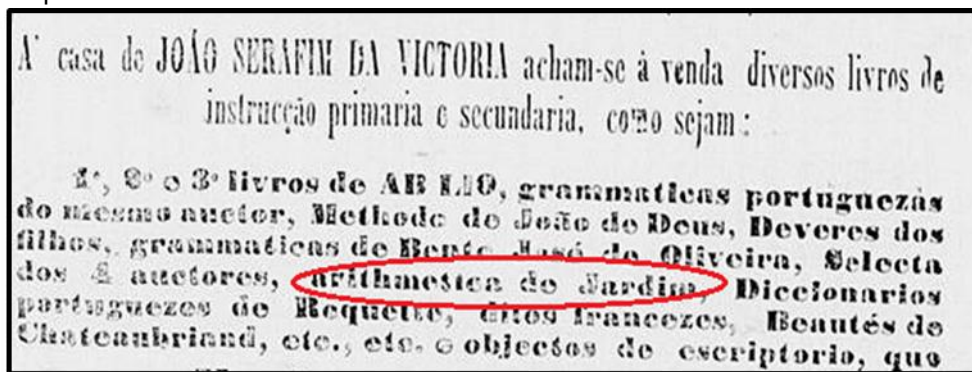 A' casa de JOÃO SERAFIM DA VICTORIA acham-se à venda diversos livros de
instrucção primaria e secundaria, como sejam:
1º, 2º e 3º livros de ABILIO, grammaticas portuguezas
do mesmo auctor, Methodo de João de Deus, Deveres dos
filhos, grammaticas de Bento José de Oliveira, Selecta
dos 4 auctores, arithmetica de Jardim, Diccionarios
portuguezes de Roquette, ditos francezes, Beautés de
Chateaubriand, etc., etc. e objectos de escriptorio, que